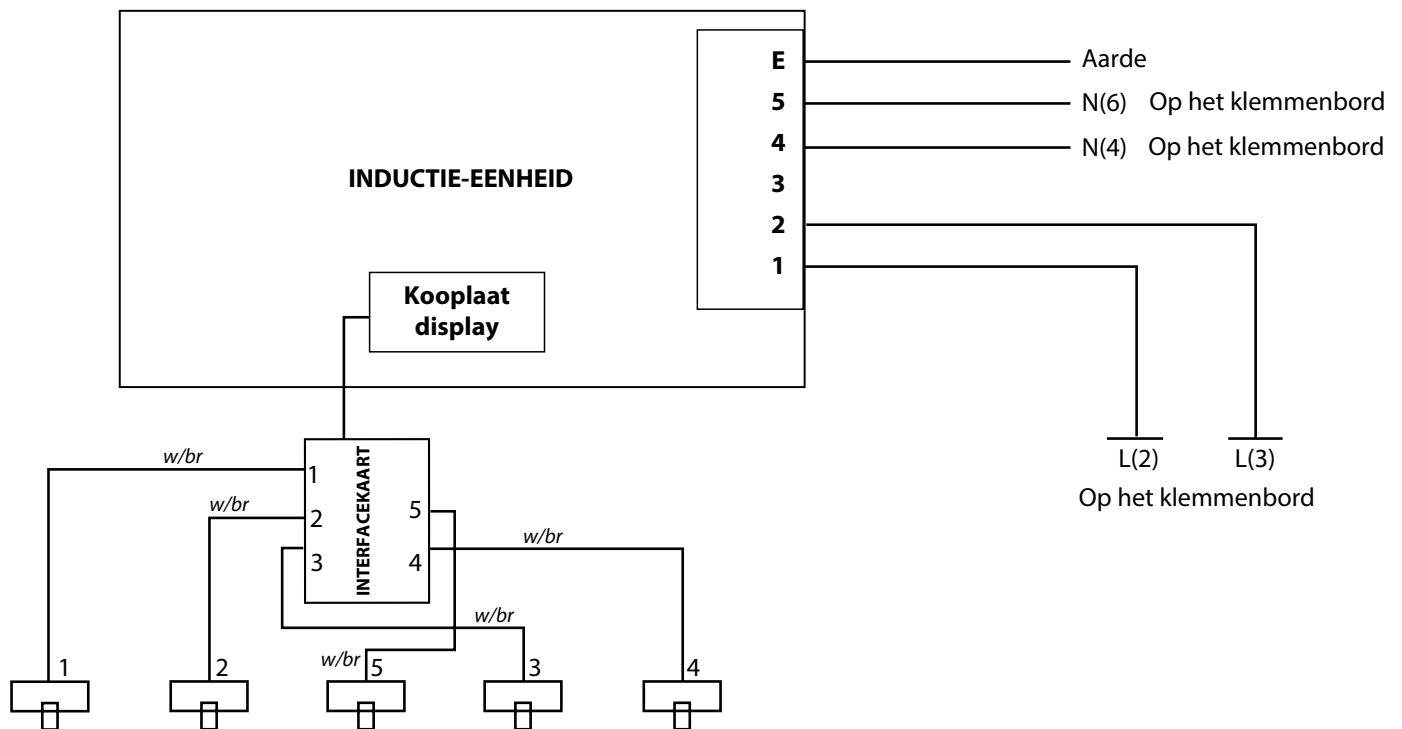 E
Aarde
5
N(6) Op het klemmenbord
4
N(4) Op het klemmenbord
INDUCTIE-EENHEID
3
2
1
Kooplaat
display
L(2)
L(3)
Op het klemmenbord
w/br
1
w/br
2
3
INTERFACEKAART
5
4
w/br
w/br
w/br
1
2
5
3
4